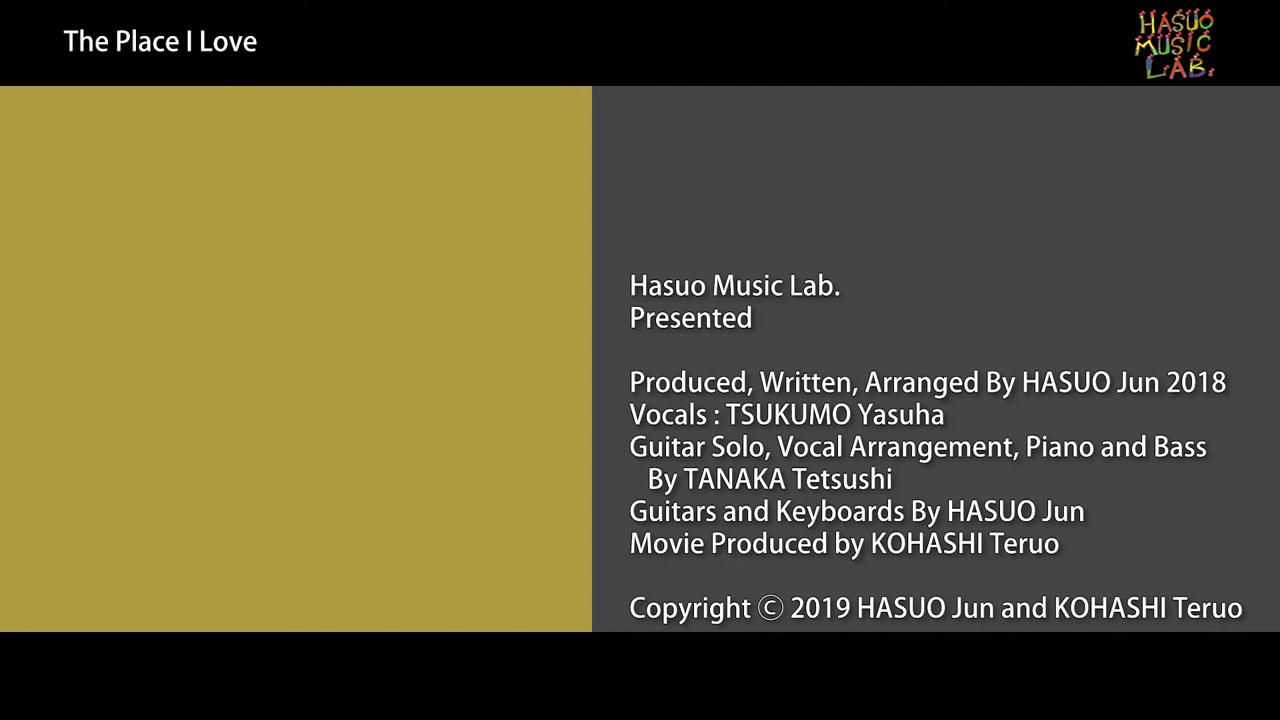 The Place I Love
HASUO
MUSIC
LAB.
Hasuo Music Lab.
Presented
Produced, Written, Arranged By HASUO Jun 2018
Vocals : TSUKUMO Yasuha
Guitar Solo, Vocal Arrangement, Piano and Bass
By TANAKA Tetsushi
Guitars and Keyboards By HASUO Jun
Movie Produced by KOHASHI Teruo
Copyright Ⓒ 2019 HASUO Jun and KOHASHI Teruo